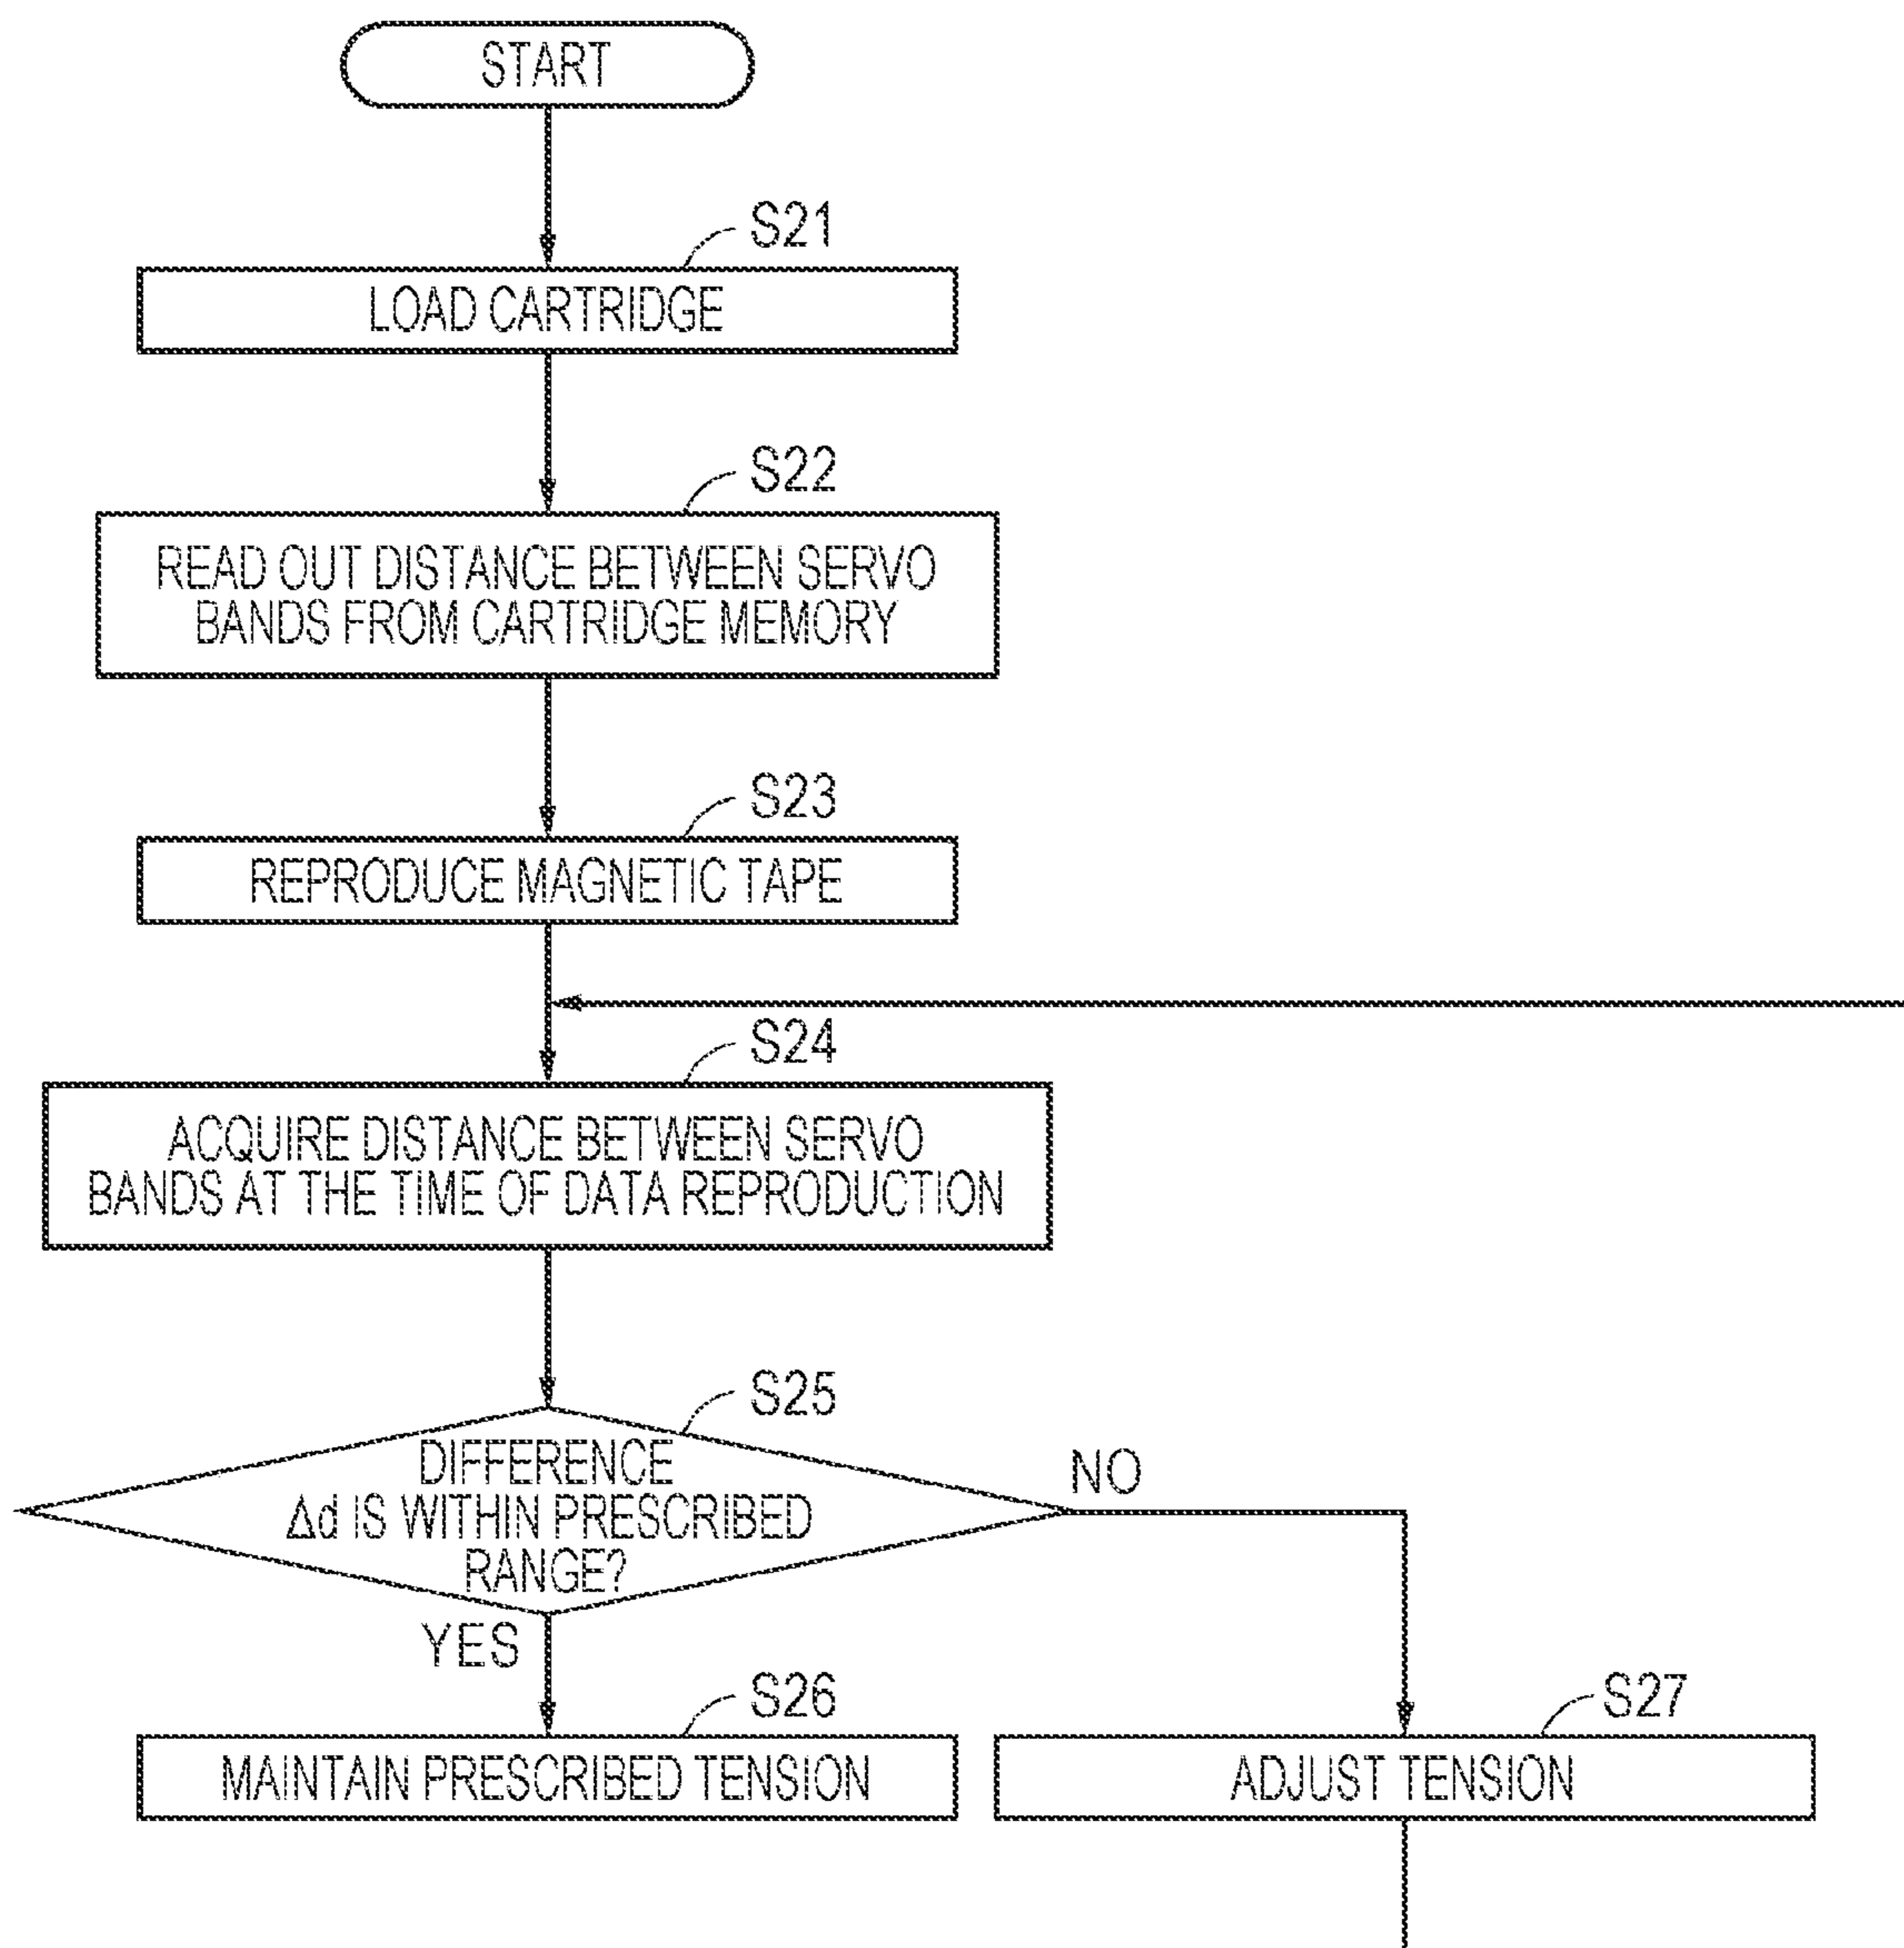 START
S21
LOAD CARTRIDGE
S22
READ OUT DISTANCE BETWEEN SERVO
BANDS FROM CARTRIDGE MEMORY
S23
REPRODUCE MAGNETIC TAPE
S24
ACQUIRE DISTANCE BETWEEN SERVO
BANDS AT THE TIME OF DATA REPRODUCTION
S25
DIFFERENCE
Δd IS WITHIN PRESCRIBED
RANGE?
NO
YES
S26
MAINTAIN PRESCRIBED TENSION
S27
ADJUST TENSION